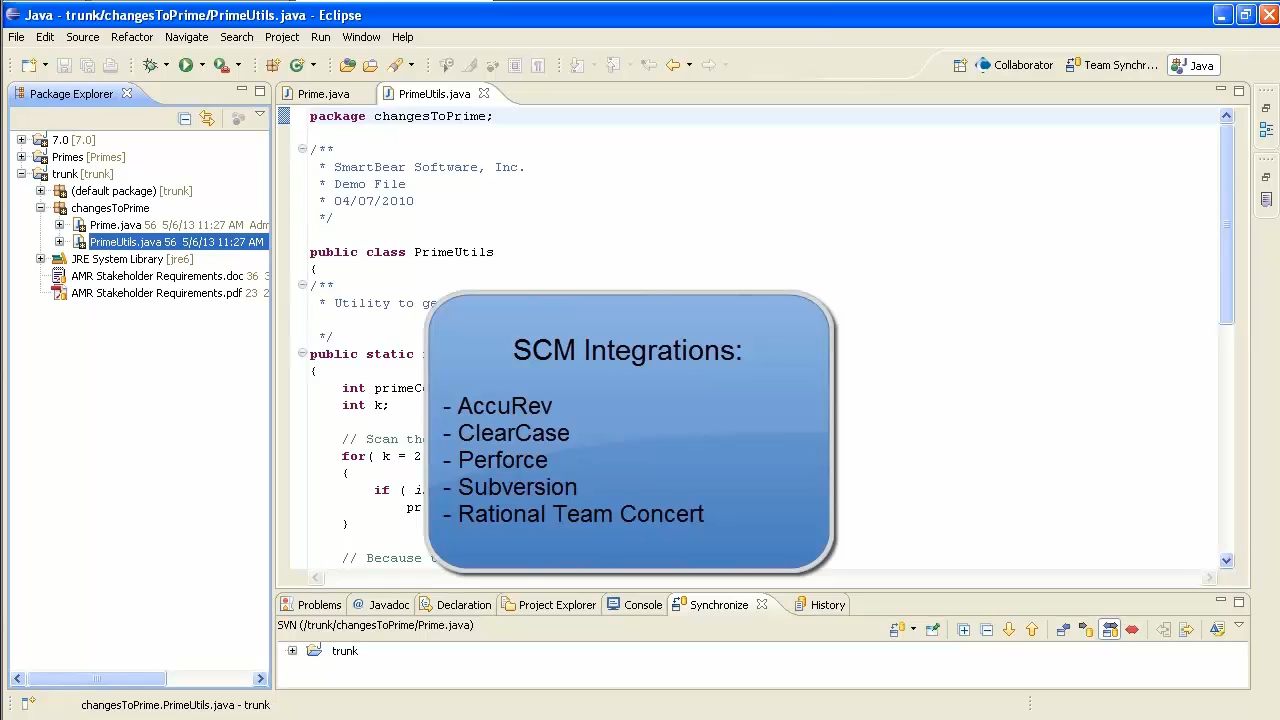 Java - trunk/changesToPrime/PrimeUtils.java - Eclipse
File Edit Source Refactor Navigate Search Project Run Window Help
Collaborator Team Synchr... Java
Package Explorer
Prime.java PrimeUtils.java
7.0 [7.0]
Primes [Primes]
trunk [trunk]
(default package) [trunk]
changesToPrime
Prime.java 56 5/6/13 11:27 AM Adm
PrimeUtils.java 56 5/6/13 11:27 AM
JRE System Library [jre6]
AMR Stakeholder Requirements.doc 36 3
AMR Stakeholder Requirements.pdf 23 2
package changesToPrime;
/**
* SmartBear Software, Inc.
* Demo File
* 04/07/2010
*/
public class PrimeUtils
{
/**
* Utility to ge
*/
public static
{
int primeC
int k;
// Scan the
for( k = 2
{
if (
pr
}
// Because
SCM Integrations:
- AccuRev
- ClearCase
- Perforce
- Subversion
- Rational Team Concert
Problems @ Javadoc Declaration Project Explorer Console Synchronize History
SVN (/trunk/changesToPrime/Prime.java)
trunk
changesToPrime.PrimeUtils.java - trunk